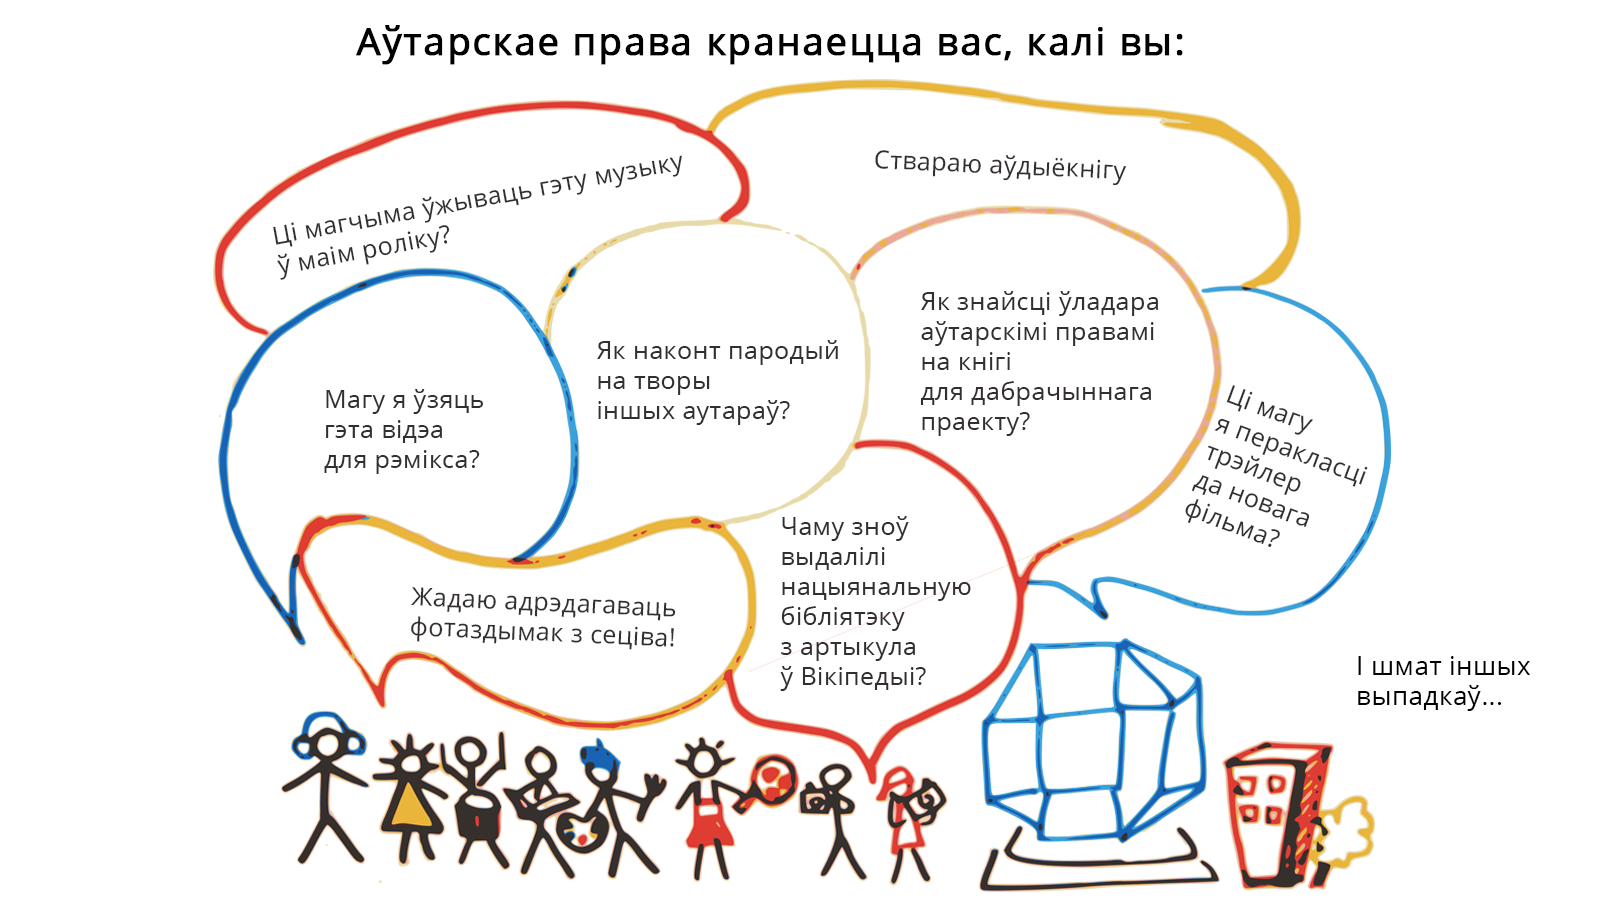 Аўтарскае права кранаецца вас, калі вы:
Ці магчыма ўжываць гэту музыку
ў маім роліку?
Ствараю аўдыёкнігу
Магу я ўзяць
гэта відэа
для рэмікса?
Як наконт пародый
на творы
іншых аутараў?
Як знайсці ўладара
аўтарскімі правамі
на кнігі
для дабрачыннага
праекту?
Ці магу
я перакласці
трэйлер
да новага
фільма?
Жадаю адрэдагаваць
фотаздымак з сеціва!
Чаму зноў
выдалілі
нацыянальную
бібліятэку
з артыкула
ў Вікіпедыі?
І шмат іншых
выпадкаў...